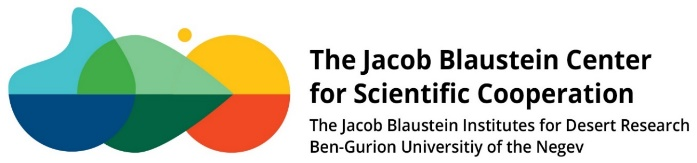 The Jacob Blaustein Center
for Scientific Cooperation
The Jacob Blaustein Institutes for Desert Research
Ben-Gurion Universitiy of the Negev